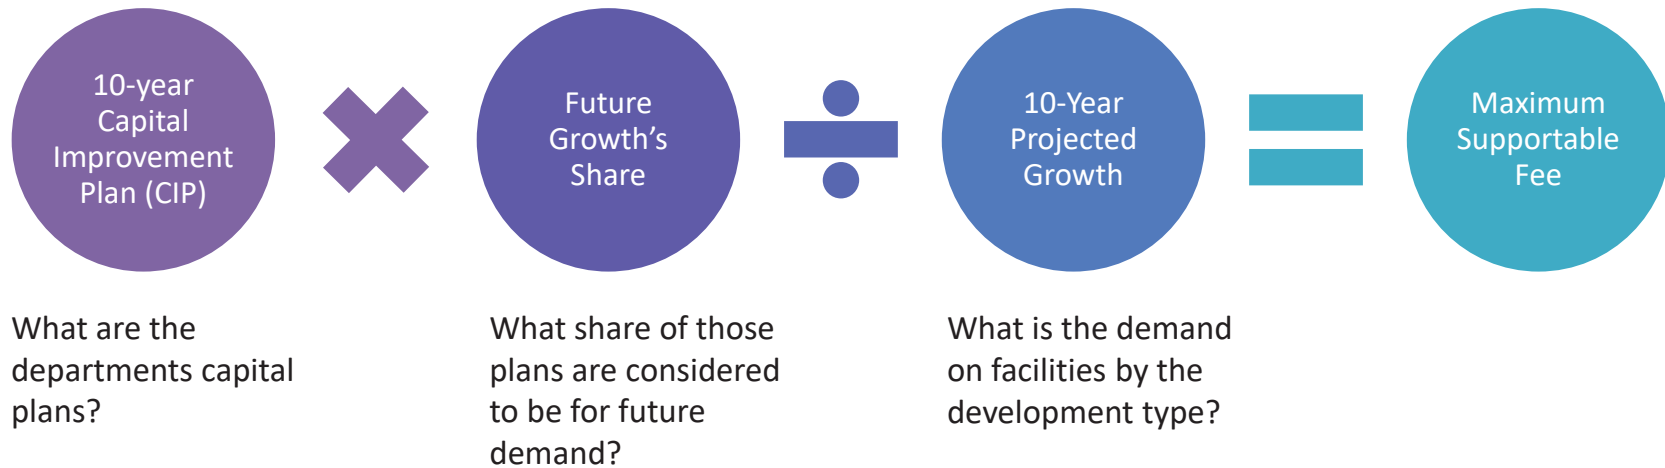 10-year
Capital
Improvement
Plan (CIP)
Future
Growth’s
Share
10-Year
Projected
Growth
Maximum
Supportable
Fee
What are the
departments capital
plans?
What share of those
plans are considered
to be for future
demand?
What is the demand
on facilities by the
development type?